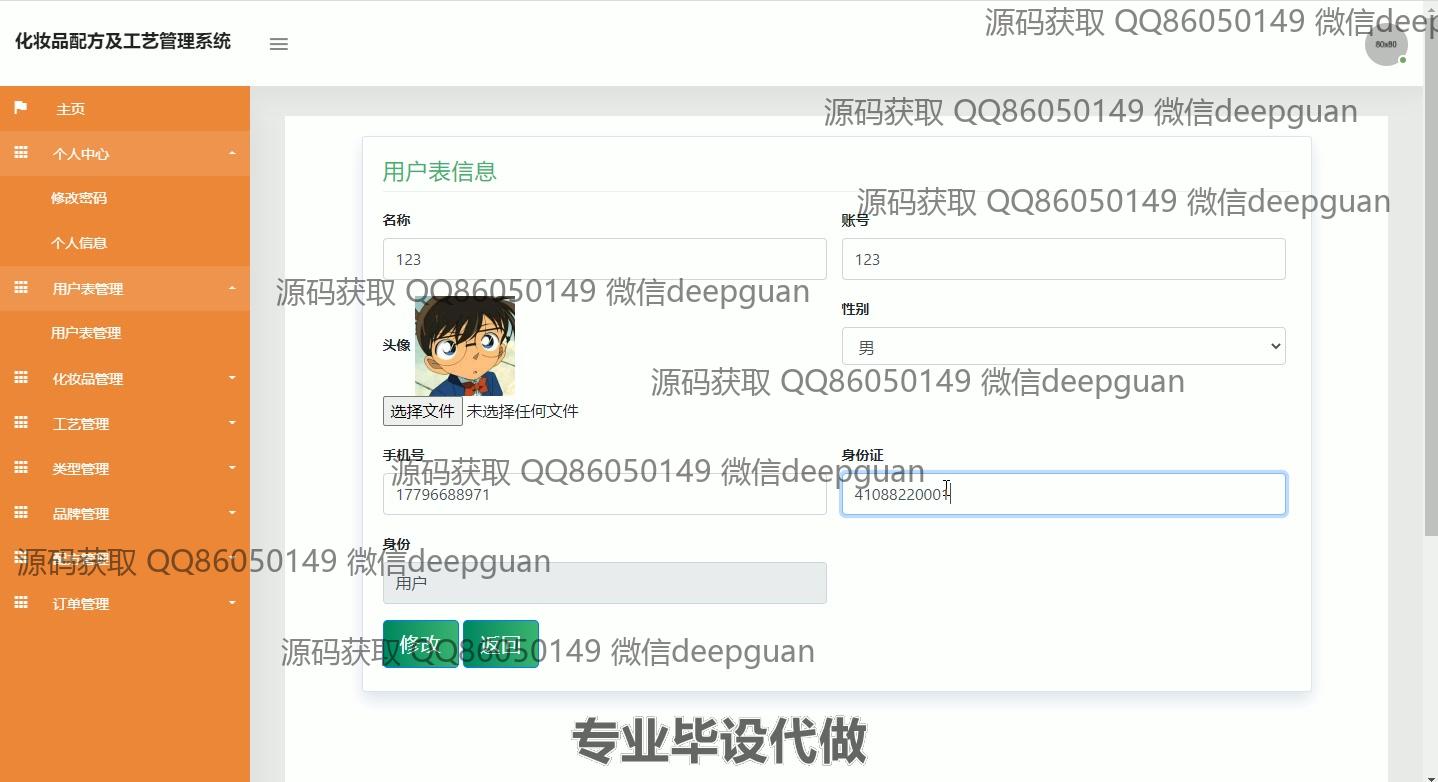 源码获取 QQ86050149 微信deepg
化妆品配方及工艺管理系统
80x80
主页
源码获取 QQ86050149 微信deepguan
个人中心
用户表信息
修改密码
源码获取 QQ86050149 微信deepguan
名称
账号
个人信息
123
123
用户表管理
源码获取 QQ86050149 微信deepguan
性别
用户表管理
头像
男
化妆品管理
源码获取 QQ86050149 微信deepguan
选择文件 未选择任何文件
工艺管理
手机号
身份证
类型管理
源码获取 QQ86050149 微信deepguan
17796688971
41088220001
品牌管理
身份
配方管理
源码获取 QQ86050149 微信deepguan
用户
订单管理
修改 返回
源码获取 QQ86050149 微信deepguan
专业毕设代做